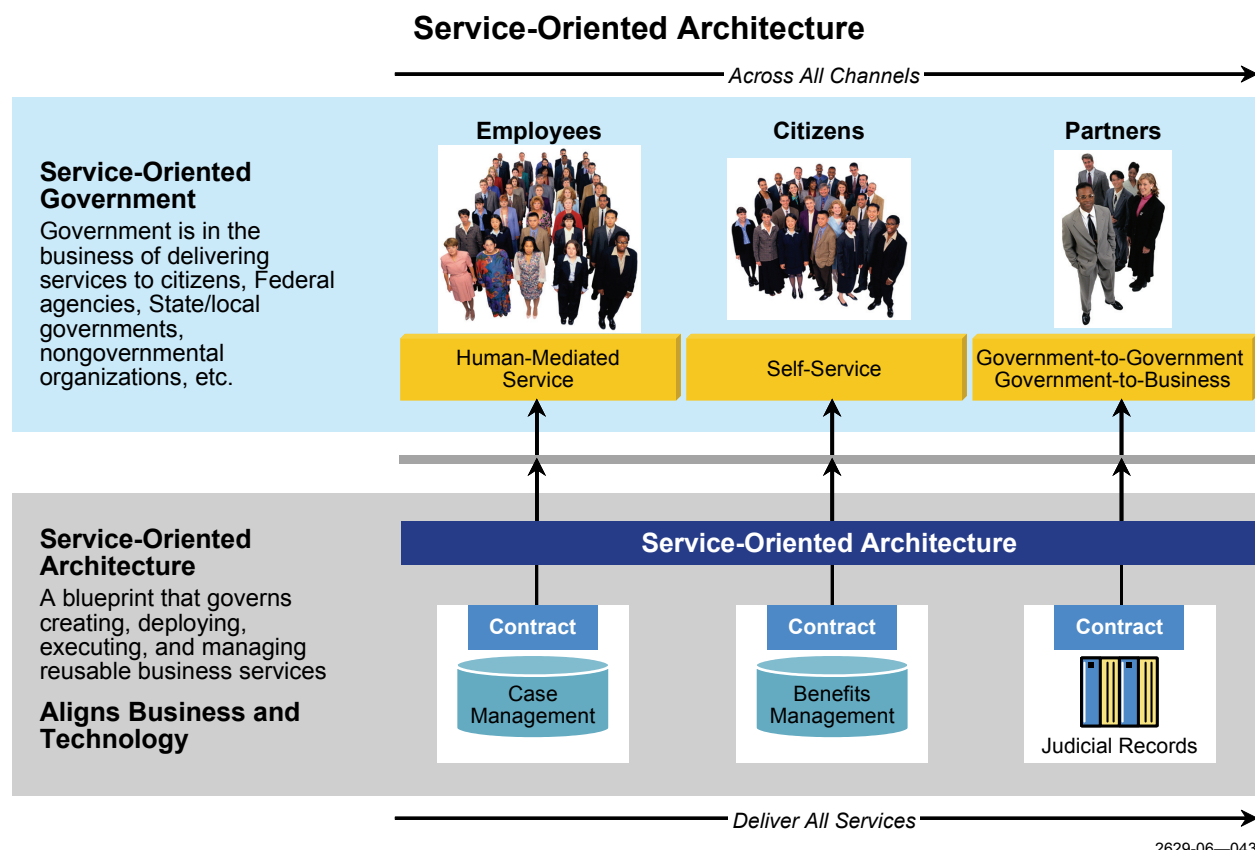 Service-Oriented Architecture
Across All Channels
Employees
Citizens
Partners
Service-Oriented
Government
Government is in the
business of delivering
services to citizens, Federal
agencies, State/local
governments,
nongovernmental
organizations, etc.
Human-Mediated
Service
Self-Service
Government-to-Government
Government-to-Business
Service-Oriented
Architecture
A blueprint that governs
creating, deploying,
executing, and managing
reusable business services
Aligns Business and
Technology
Service-Oriented Architecture
Contract
Case
Management
Contract
Benefits
Management
Contract
Judicial Records
Deliver All Services
2629-06—043